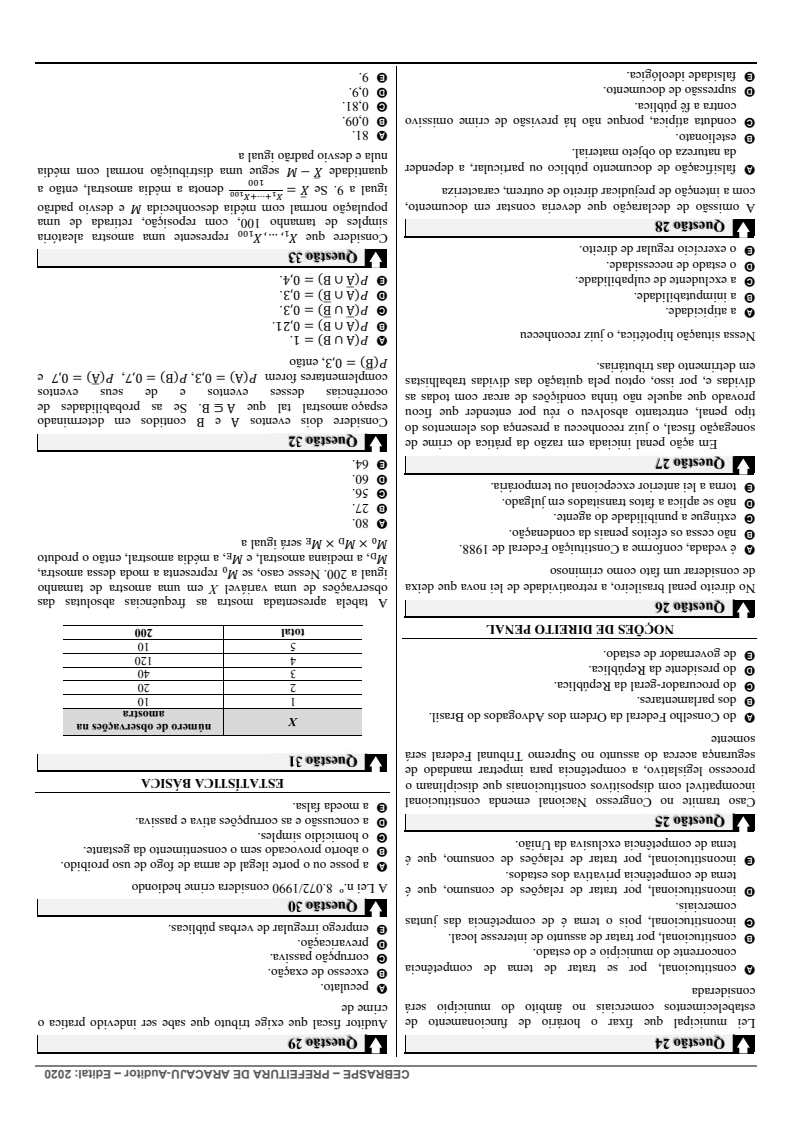 CEBRASPE – PREFEITURA DE ARACAJU-Auditor – Edital: 2020
Questão 24
Lei municipal que fixar o horário de funcionamento de
estabelecimentos comerciais no âmbito do município será
considerada
A constitucional, por se tratar de tema de competência
concorrente do município e do estado.
B constitucional, por tratar de assunto de interesse local.
C inconstitucional, pois o tema é de competência das juntas
comerciais.
D inconstitucional, por tratar de relações de consumo, que é
tema de competência privativa dos estados.
E inconstitucional, por tratar de relações de consumo, que é
tema de competência exclusiva da União.
Questão 25
Caso tramite no Congresso Nacional emenda constitucional
incompatível com dispositivos constitucionais que disciplinam o
processo legislativo, a competência para impetrar mandado de
segurança acerca do assunto no Supremo Tribunal Federal será
somente
A do Conselho Federal da Ordem dos Advogados do Brasil.
B dos parlamentares.
C do procurador-geral da República.
D do presidente da República.
E de governador de estado.
NOÇÕES DE DIREITO PENAL
Questão 26
No direito penal brasileiro, a retroatividade de lei nova que deixa
de considerar um fato como criminoso
A é vedada, conforme a Constituição Federal de 1988.
B não cessa os efeitos penais da condenação.
C extingue a punibilidade do agente.
D não se aplica a fatos transitados em julgado.
E torna a lei anterior excepcional ou temporária.
Questão 27
Em ação penal iniciada em razão da prática do crime de
sonegação fiscal, o juiz reconheceu a presença dos elementos do
tipo penal, entretanto absolveu o réu por entender que ficou
provado que aquele não tinha condições de arcar com todas as
dívidas e, por isso, optou pela quitação das dívidas trabalhistas
em detrimento das tributárias.
Nessa situação hipotética, o juiz reconheceu
A a atipicidade.
B a inimputabilidade.
C a excludente de culpabilidade.
D o estado de necessidade.
E o exercício regular de direito.
Questão 28
A omissão de declaração que deveria constar em documento,
com a intenção de prejudicar direito de outrem, caracteriza
A falsificação de documento público ou particular, a depender
da natureza do objeto material.
B estelionato.
C conduta atípica, porque não há previsão de crime omissivo
contra a fé pública.
D supressão de documento.
E falsidade ideológica.
Questão 29
Auditor fiscal que exige tributo que sabe ser indevido pratica o
crime de
A peculato.
B excesso de exação.
C corrupção passiva.
D prevaricação.
E emprego irregular de verbas públicas.
Questão 30
A Lei n.º 8.072/1990 considera crime hediondo
A a posse ou o porte ilegal de arma de fogo de uso proibido.
B o aborto provocado sem o consentimento da gestante.
C o homicídio simples.
D a concussão e as corrupções ativa e passiva.
E a moeda falsa.
ESTATÍSTICA BÁSICA
Questão 31
X número de observações na
amostra
1 10
2 20
3 40
4 120
5 10
total 200
A tabela apresentada mostra as frequências absolutas das
observações de uma variável X em uma amostra de tamanho
igual a 200. Nesse caso, se M₀ representa a moda dessa amostra,
M_D, a mediana amostral, e M_E, a média amostral, então o produto
M₀ × M_D × M_E será igual a
A 80.
B 27.
C 56.
D 60.
E 64.
Questão 32
Considere dois eventos A e B contidos em determinado
espaço amostral tal que A ⊆ B. Se as probabilidades de
ocorrências desses eventos e de seus eventos
complementares forem P(A) = 0,3, P(B) = 0,7, P(A̅) = 0,7 e
P(B̅) = 0,3, então
A P(A ∩ B) = 1.
B P(A̅ ∩ B) = 0,21.
C P(A̅ ∩ B̅) = 0,3.
D P(A̅ ∩ B) = 0,3.
E P(A̅ ∩ B) = 0,4.
Questão 33
Considere que X₁, …, X₁₀₀ represente uma amostra aleatória
simples de tamanho 100, com reposição, retirada de uma
população normal com média desconhecida M e desvio padrão
igual a 9. Se X̅ = (X₁+⋯+X₁₀₀)/100 denota a média amostral, então a
quantidade X̅ − M segue uma distribuição normal com média
nula e desvio padrão igual a
A 81.
B 0,09.
C 0,81.
D 0,9.
E 9.